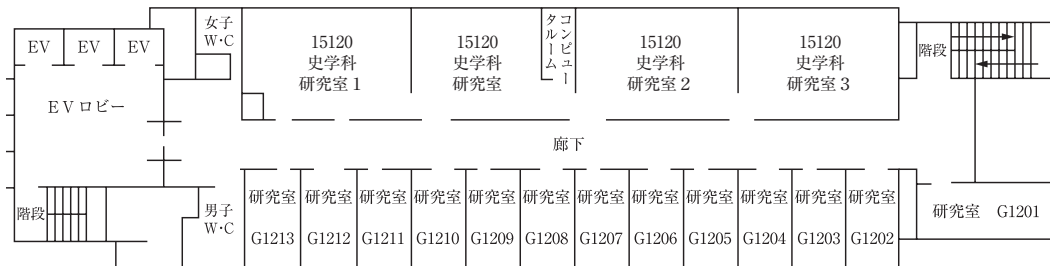 女子
W・C
コンピュー
タルーム
EV
EV
EV
15120
史学科
研究室1
15120
史学科
研究室
15120
史学科
研究室2
15120
史学科
研究室3
階段
EVロビー
廊下
階段
男子
W・C
研究室
G1213
研究室
G1212
研究室
G1211
研究室
G1210
研究室
G1209
研究室
G1208
研究室
G1207
研究室
G1206
研究室
G1205
研究室
G1204
研究室
G1203
研究室
G1202
研究室 G1201